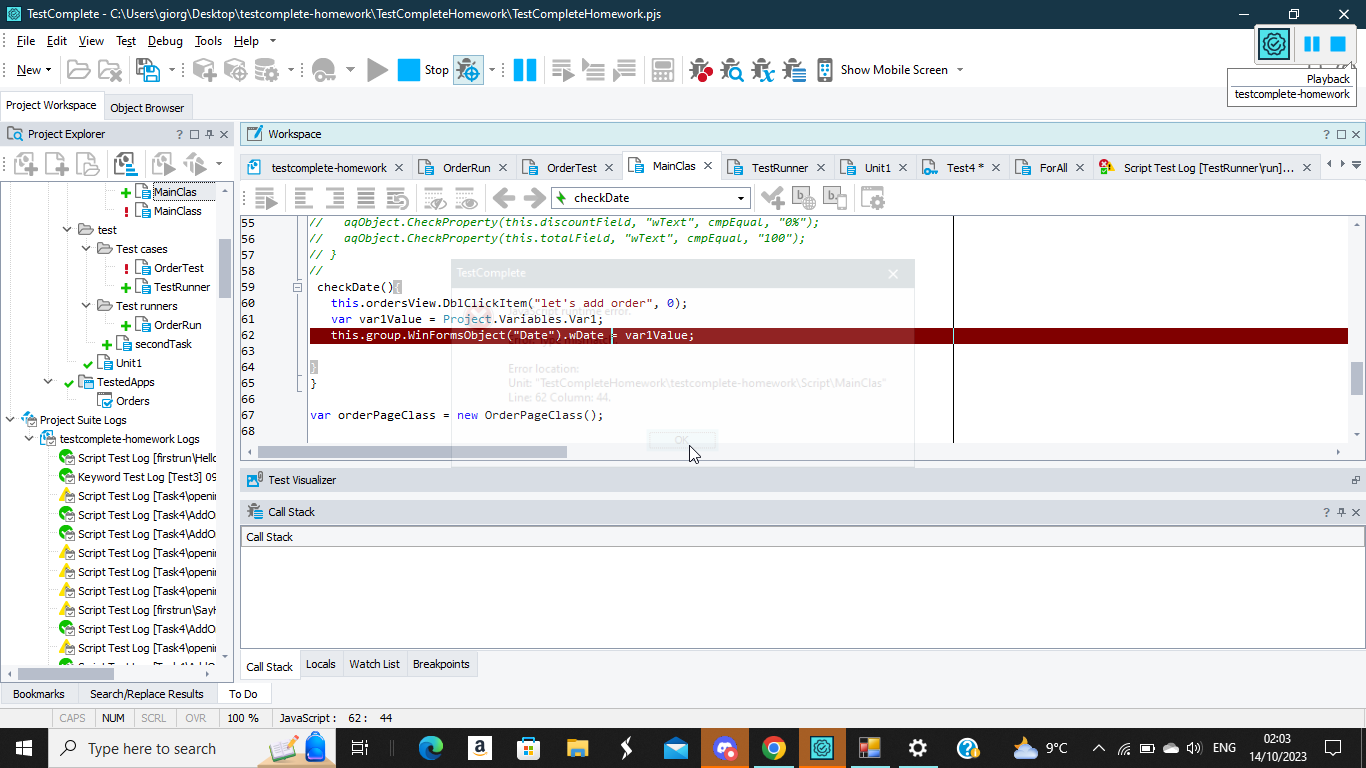 TestComplete - C:\Users\giorg\Desktop\testcomplete-homework\TestCompleteHomework\TestCompleteHomework.pjs
File Edit View Test Debug Tools Help
New Stop Show Mobile Screen
Playback
testcomplete-homework
Project Workspace Object Browser
Project Explorer
Workspace
testcomplete-homework OrderRun OrderTest MainClas TestRunner Unit1 Test4 * ForAll Script Test Log [TestRunner\run]...
checkDate
MainClas
MainClass
test
Test cases
OrderTest
TestRunner
Test runners
OrderRun
secondTask
Unit1
TestedApps
Orders
Project Suite Logs
testcomplete-homework Logs
Script Test Log [firstrun\Hello
Keyword Test Log [Test3] 09
Script Test Log [Task4\openi
Script Test Log [Task4\AddO
Script Test Log [Task4\AddO
Script Test Log [Task4\openi
Script Test Log [Task4\openi
Script Test Log [Task4\openi
Script Test Log [firstrun\SayH
Script Test Log [Task4\AddO
Script Test Log [Task4\openi
55 // aqObject.CheckProperty(this.discountField, "wText", cmpEqual, "0%");
56 // aqObject.CheckProperty(this.totalField, "wText", cmpEqual, "100");
57 // }
58 //
59 checkDate(){
60 this.ordersView.DblClickItem("let's add order", 0);
61 var var1Value = Project.Variables.Var1;
62 this.group.WinFormsObject("Date").wDate = var1Value;
63
64 }
65 }
66
67 var orderPageClass = new OrderPageClass();
68
TestComplete
JavaScript runtime error.
Error location:
Unit: "TestCompleteHomework\testcomplete-homework\Script\MainClas"
Line: 62 Column: 44.
OK
Test Visualizer
Call Stack
Call Stack
Call Stack Locals Watch List Breakpoints
Bookmarks Search/Replace Results To Do
CAPS NUM SCRL OVR 100 % JavaScript : 62 : 44
Type here to search
9°C
ENG
02:03
14/10/2023